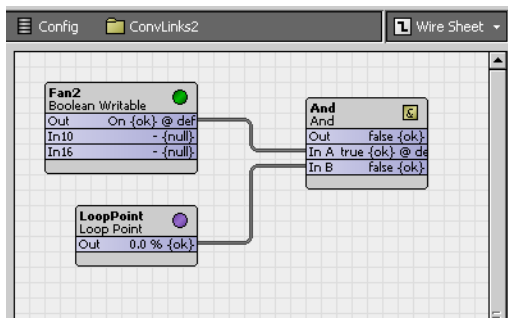 Config ConvLinks2 Wire Sheet
Fan2
Boolean Writable
Out On {ok} @ def
In10 - {null}
In16 - {null}
And
And
Out false {ok}
In A true {ok} @ de
In B false {ok}
LoopPoint
Loop Point
Out 0.0 % {ok}